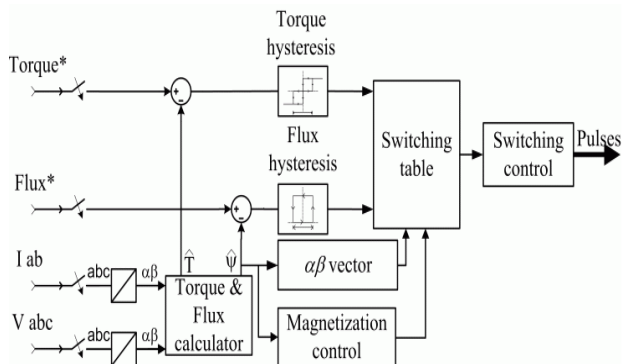 Torque
hysteresis
Torque*
Flux
hysteresis
Switching
table
Switching
control
Pulses
Flux*
I ab
abc
αβ
T̂
ψ̂
αβ vector
Torque &
Flux
calculator
V abc
abc
αβ
Magnetization
control